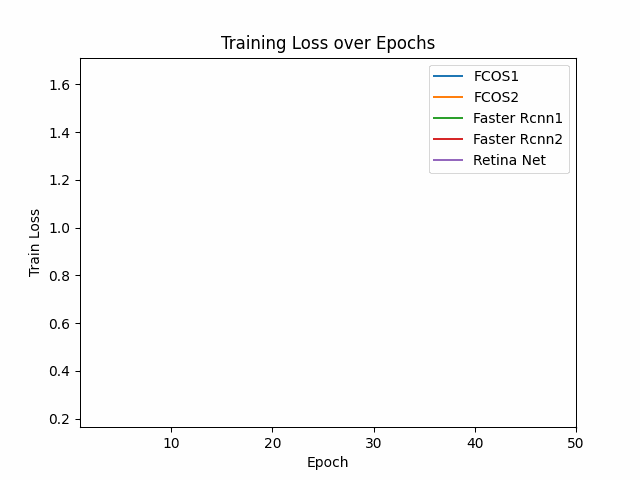 Training Loss over Epochs
1.6
1.4
1.2
1.0
0.8
0.6
0.4
0.2
Train Loss
FCOS1
FCOS2
Faster Rcnn1
Faster Rcnn2
Retina Net
10 20 30 40 50
Epoch